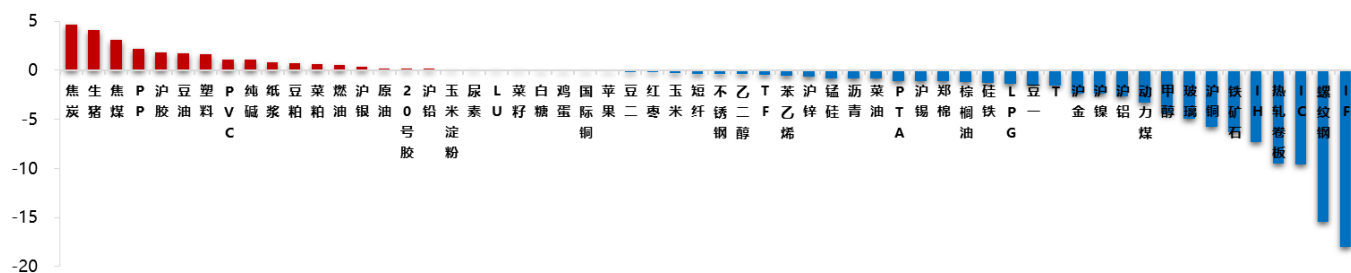 5
0
-5
-10
-15
-20
焦炭
生猪
焦煤
PP
沪胶
豆油
塑料
PVC
纯碱
纸浆
豆粕
菜粕
燃油
沪银
原油
20号胶
沪铅
玉米淀粉
尿素
LU
菜籽
白糖
鸡蛋
国际铜
苹果
豆二
红枣
玉米
短纤
不锈钢
乙二醇
TF
苯乙烯
沪锌
锰硅
沥青
菜油
PTA
沪锡
郑棉
棕榈油
硅铁
LPG
豆一
T
沪金
沪镍
沪铝
动力煤
甲醇
玻璃
沪铜
铁矿石
IH
热轧卷板
IC
螺纹钢
IF